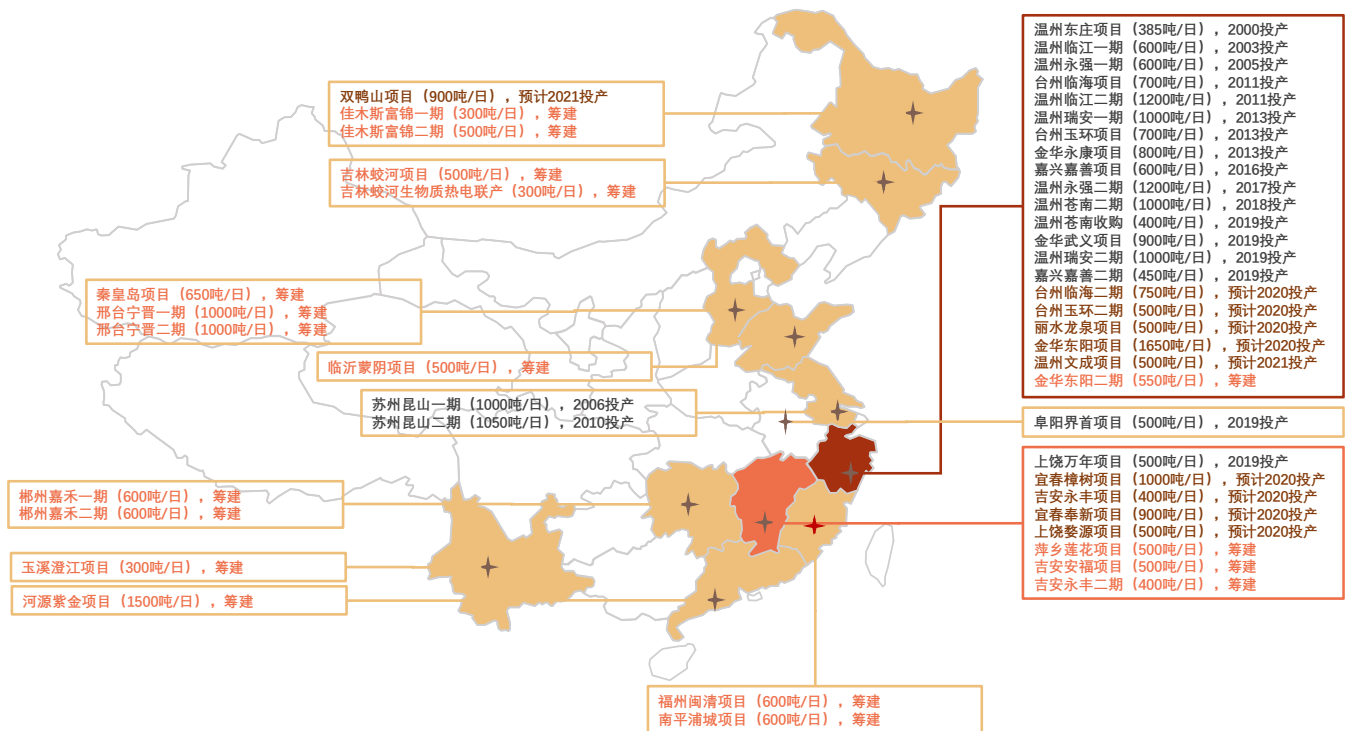 双鸭山项目（900吨/日），预计2021投产
佳木斯富锦一期（300吨/日），筹建
佳木斯富锦二期（500吨/日），筹建
吉林蛟河项目（500吨/日），筹建
吉林蛟河生物质热电联产（300吨/日），筹建
秦皇岛项目（650吨/日），筹建
邢台宁晋一期（1000吨/日），筹建
邢台宁晋二期（1000吨/日），筹建
临沂蒙阴项目（500吨/日），筹建
苏州昆山一期（1000吨/日），2006投产
苏州昆山二期（1050吨/日），2010投产
郴州嘉禾一期（600吨/日），筹建
郴州嘉禾二期（600吨/日），筹建
玉溪澄江项目（300吨/日），筹建
河源紫金项目（1500吨/日），筹建
福州闽清项目（600吨/日），筹建
南平浦城项目（600吨/日），筹建
温州东庄项目（385吨/日），2000投产
温州临江一期（600吨/日），2003投产
温州永强一期（600吨/日），2005投产
台州临海项目（700吨/日），2011投产
温州临江二期（1200吨/日），2011投产
温州瑞安一期（1000吨/日），2013投产
台州玉环项目（700吨/日），2013投产
金华永康项目（800吨/日），2013投产
嘉兴嘉善项目（600吨/日），2016投产
温州永强二期（1200吨/日），2017投产
温州苍南二期（1000吨/日），2018投产
温州苍南收购（400吨/日），2019投产
金华武义项目（900吨/日），2019投产
温州瑞安二期（1000吨/日），2019投产
嘉兴嘉善二期（450吨/日），2019投产
台州临海二期（750吨/日），预计2020投产
台州玉环二期（500吨/日），预计2020投产
丽水龙泉项目（500吨/日），预计2020投产
金华东阳项目（1650吨/日），预计2020投产
温州文成项目（500吨/日），预计2021投产
金华东阳二期（550吨/日），筹建
阜阳界首项目（500吨/日），2019投产
上饶万年项目（500吨/日），2019投产
宜春樟树项目（1000吨/日），预计2020投产
吉安永丰项目（400吨/日），预计2020投产
宜春奉新项目（900吨/日），预计2020投产
上饶婺源项目（500吨/日），预计2020投产
萍乡莲花项目（500吨/日），筹建
吉安安福项目（500吨/日），筹建
吉安永丰二期（400吨/日），筹建